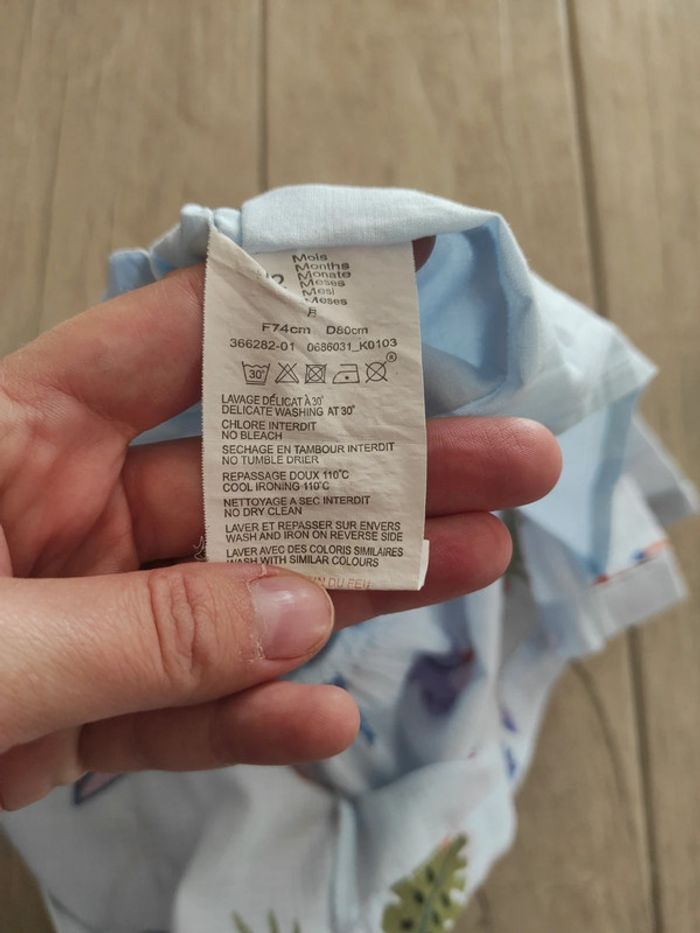 Mois
Months
Monate
Meses
Mesi
Meses
月
F74cm D80cm
366282-01 0686031_K0103
30°
LAVAGE DÉLICAT À 30°
DELICATE WASHING AT 30°
CHLORE INTERDIT
NO BLEACH
SECHAGE EN TAMBOUR INTERDIT
NO TUMBLE DRIER
REPASSAGE DOUX 110°C
COOL IRONING 110°C
NETTOYAGE A SEC INTERDIT
NO DRY CLEAN
LAVER ET REPASSER SUR ENVERS
WASH AND IRON ON REVERSE SIDE
LAVER AVEC DES COLORIS SIMILAIRES
WASH WITH SIMILAR COLOURS
DU FEU